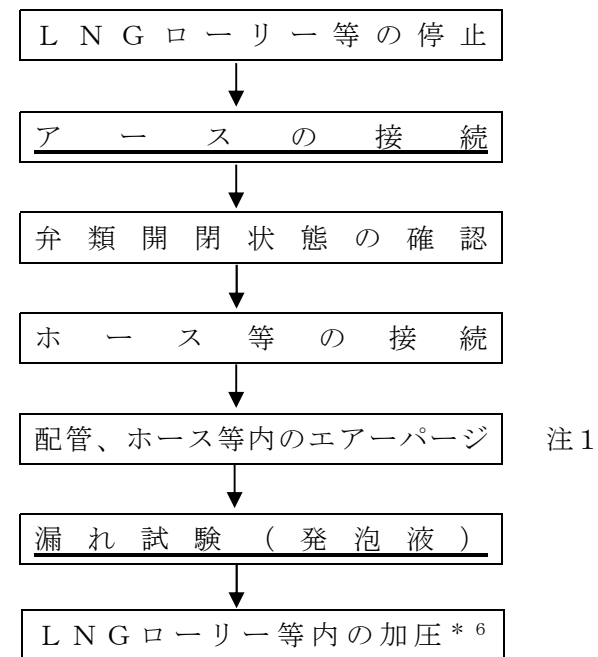 LNGローリー等の停止
アースの接続
弁類開閉状態の確認
ホース等の接続
配管、ホース等内のエアーパージ 注1
漏れ試験(発泡液)
LNGローリー等内の加圧*6